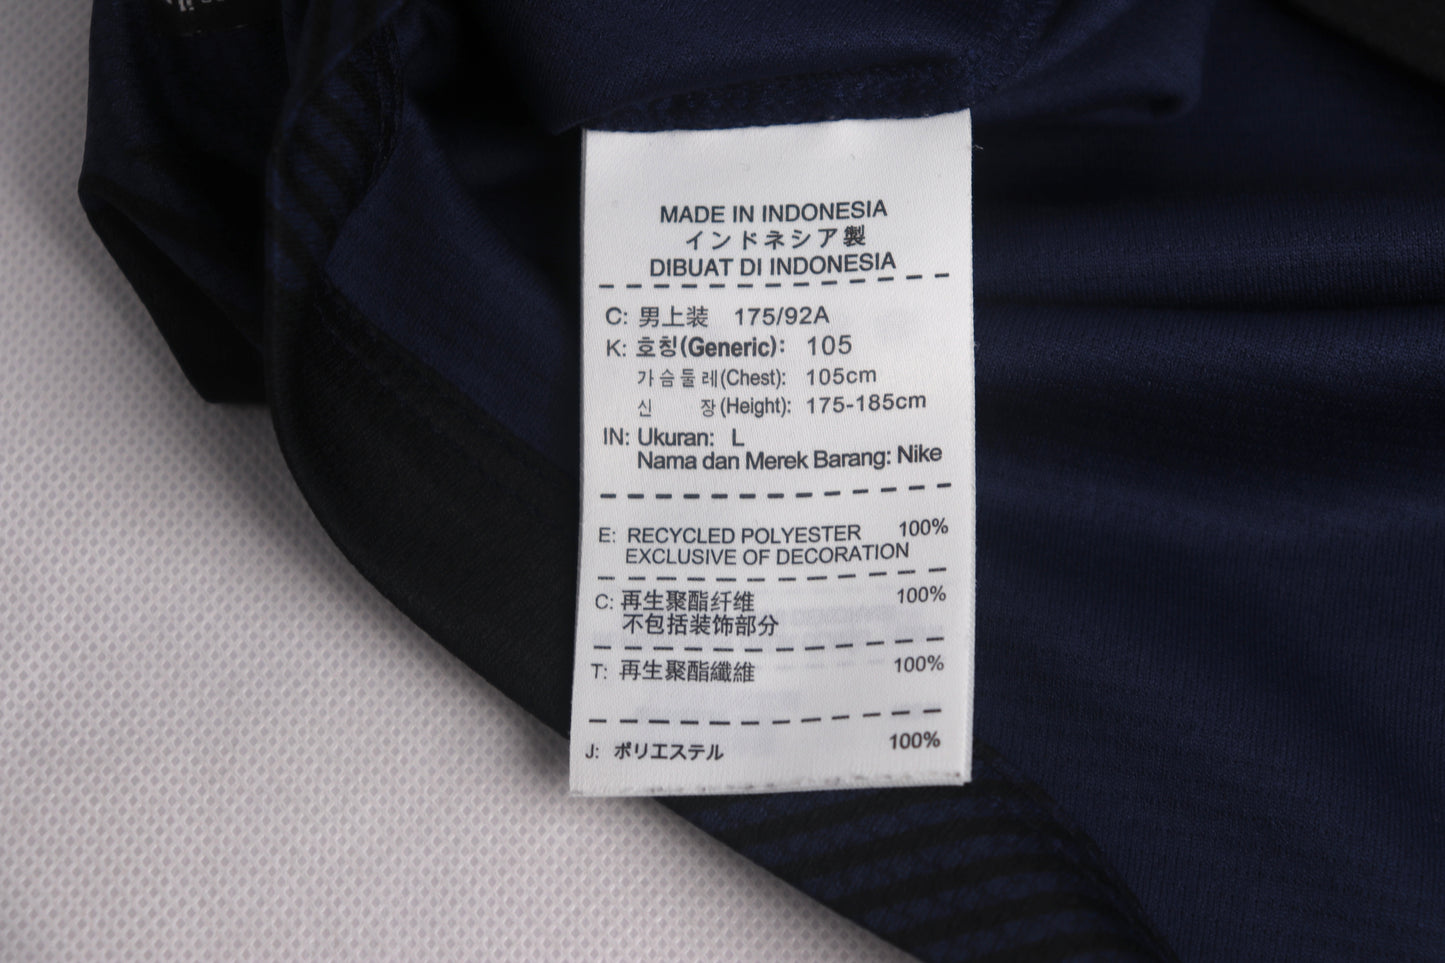 MADE IN INDONESIA
インドネシア製
DIBUAT DI INDONESIA
C: 男上装 175/92A
K: 호칭(Generic): 105
가슴둘레(Chest): 105cm
신 장(Height): 175-185cm
IN: Ukuran: L
Nama dan Merek Barang: Nike
E: RECYCLED POLYESTER 100%
EXCLUSIVE OF DECORATION
C: 再生聚酯纤维 100%
不包括装饰部分
T: 再生聚酯纖維 100%
J: ポリエステル 100%